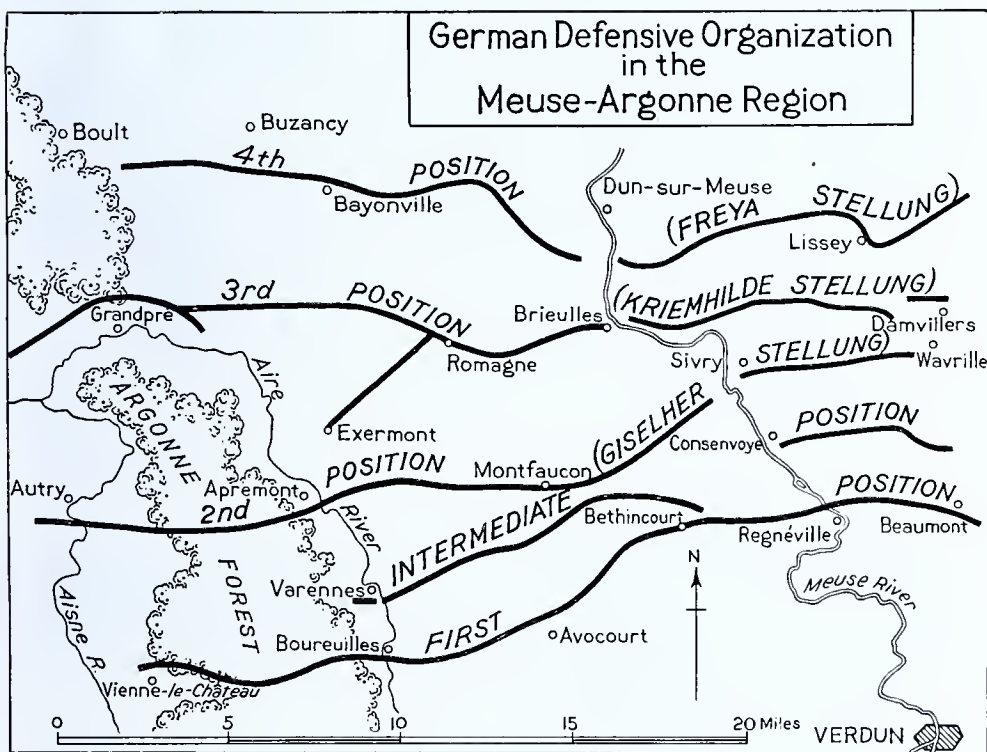 German Defensive Organization
in the
Meuse-Argonne Region
Boult
Buzancy
4th POSITION (FREYA STELLUNG)
Bayonville
Dun-sur-Meuse
Lissey
3rd POSITION (KRIEMHILDE STELLUNG)
Grandpré
Romagne
Brieulles
Damvillers
Sivry
Wavrille
Aire River
ARGONNE FOREST
Exermont
2nd POSITION (GISELHER STELLUNG)
Montfaucon
Consenvoye
Autry
Apremont
INTERMEDIATE POSITION
Bethincourt
Regnéville
Beaumont
Varennes
N
Meuse River
Aisne R.
Boureuilles
FIRST POSITION
Avocourt
Vienne-le-Château
0 5 10 15 20 Miles
VERDUN